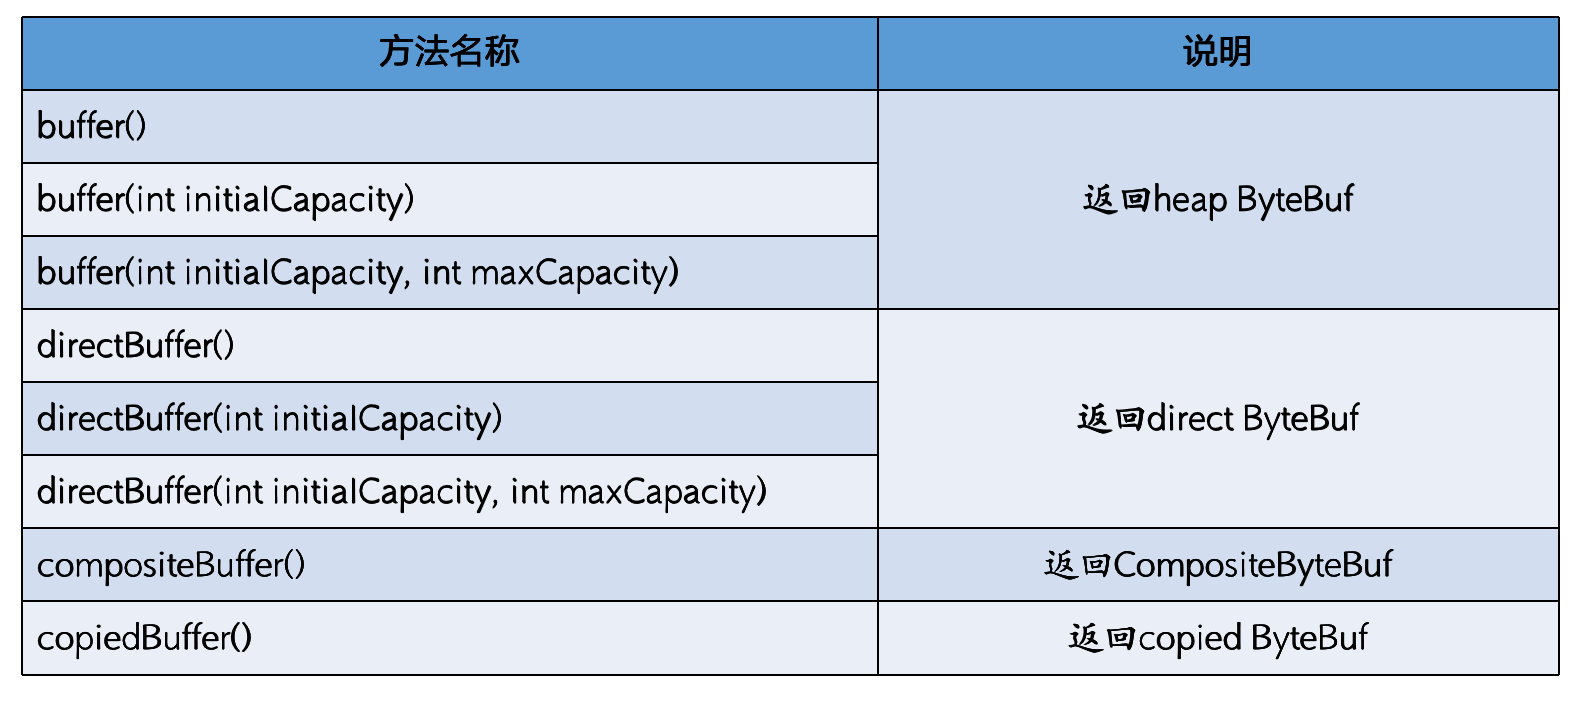 方法名称 说明
buffer()
buffer(int initialCapacity) 返回heap ByteBuf
buffer(int initialCapacity, int maxCapacity)
directBuffer()
directBuffer(int initialCapacity) 返回direct ByteBuf
directBuffer(int initialCapacity, int maxCapacity)
compositeBuffer() 返回CompositeByteBuf
copiedBuffer() 返回copied ByteBuf